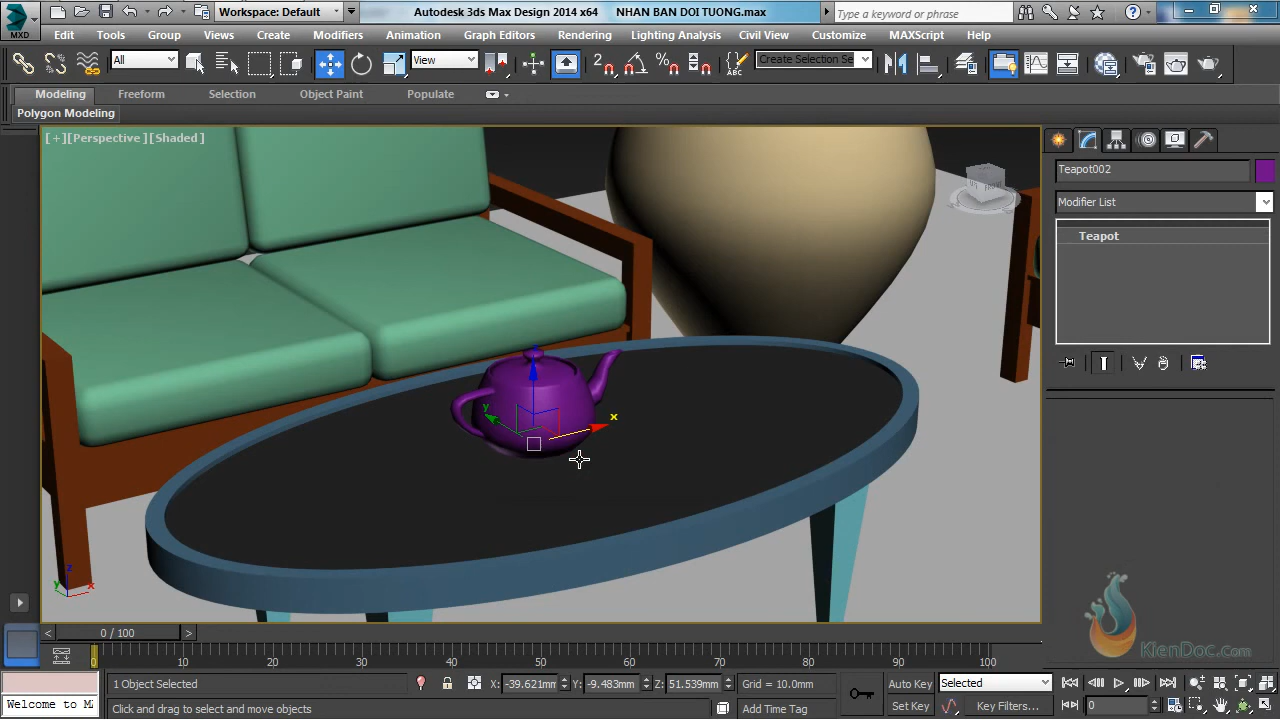 MXD
Workspace: Default
Autodesk 3ds Max Design 2014 x64
NHAN BAN DOI TUONG.max
Type a keyword or phrase
Edit Tools Group Views Create Modifiers Animation Graph Editors Rendering Lighting Analysis Civil View Customize MAXScript Help
All
View
Create Selection Se
Modeling Freeform Selection Object Paint Populate
Polygon Modeling
[+][Perspective][Shaded]
Teapot002
Modifier List
Teapot
z
y
x
z
y
x
KienDoc.com
0 / 100
0 10 20 30 40 50 60 70 80 90 100
1 Object Selected
X: -39.621mm Y: -9.483mm Z: 51.539mm
Grid = 10.0mm
Auto Key
Selected
Welcome to M
Click and drag to select and move objects
Add Time Tag
Set Key
Key Filters...
0